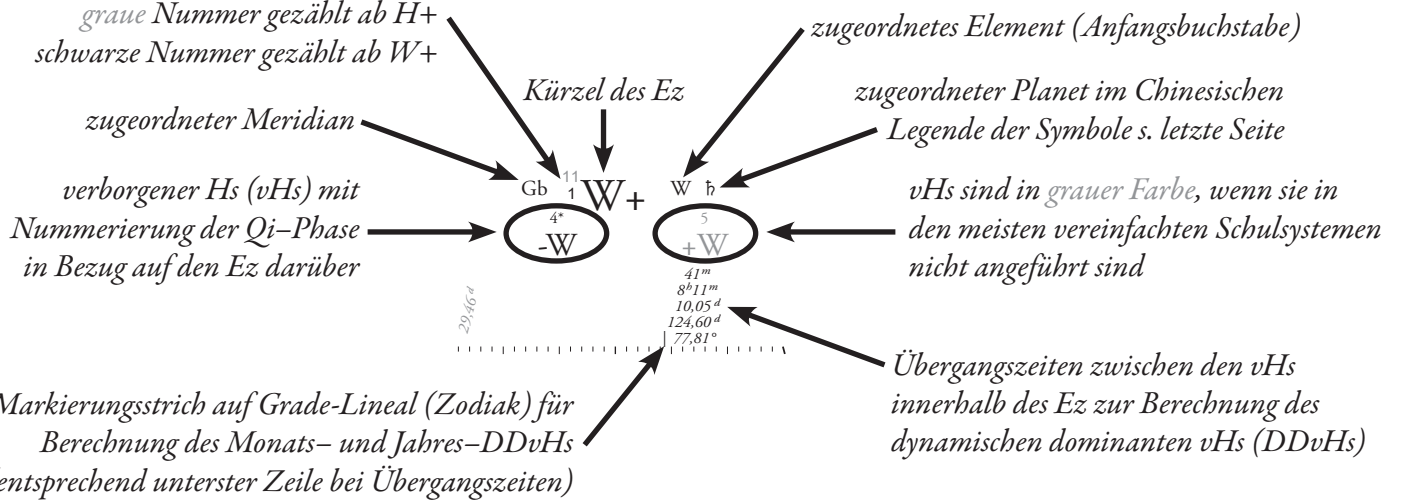 graue Nummer gezählt ab H+
schwarze Nummer gezählt ab W+
zugeordneter Meridian
verborgener Hs (vHs) mit
Nummerierung der Qi–Phase
in Bezug auf den Ez darüber
Kürzel des Ez
zugeordnetes Element (Anfangsbuchstabe)
zugeordneter Planet im Chinesischen
Legende der Symbole s. letzte Seite
vHs sind in grauer Farbe, wenn sie in
den meisten vereinfachten Schulsystemen
nicht angeführt sind
Gb 11 1 W+ W ♄
4* 5
-W +W
41m
8h11m
10,05 d
124,60 d
77,81°
29,46 d
Übergangszeiten zwischen den vHs
innerhalb des Ez zur Berechnung des
dynamischen dominanten vHs (DDvHs)
Markierungsstrich auf Grade-Lineal (Zodiak) für
Berechnung des Monats– und Jahres–DDvHs
entsprechend unterster Zeile bei Übergangszeiten)